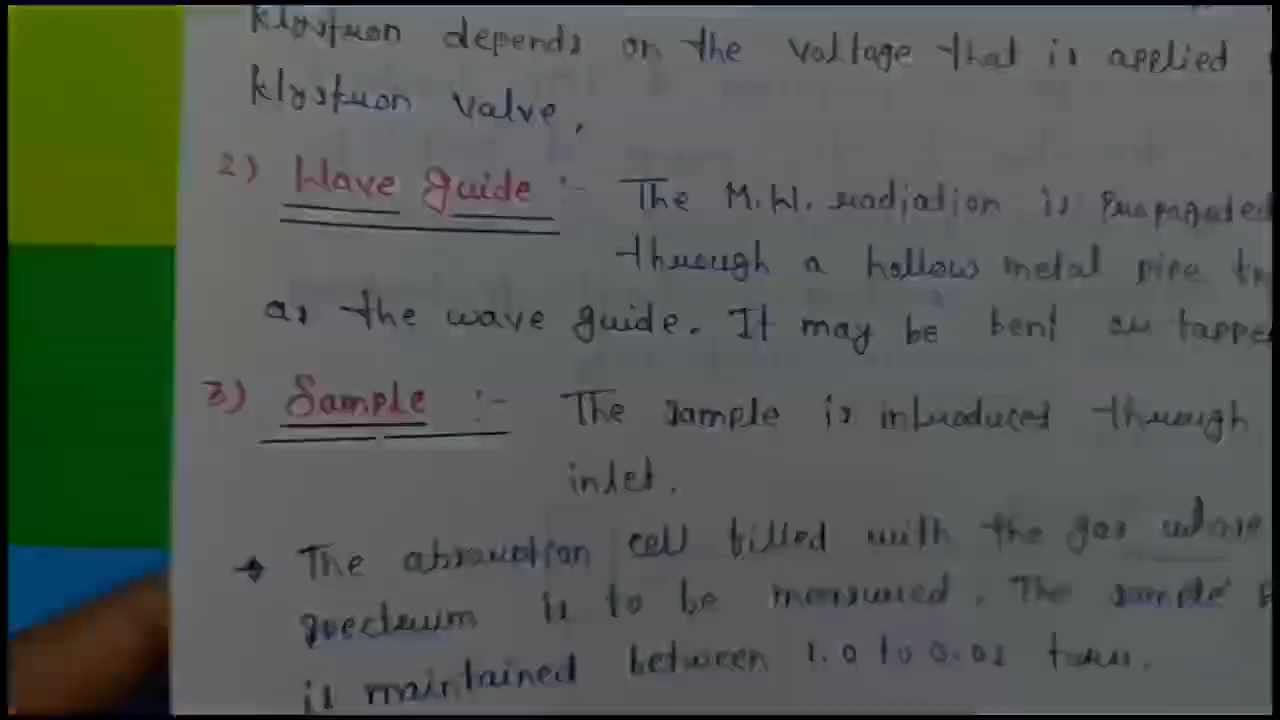 klystron depends on the voltage that is applied
klystron valve.
2) Wave guide :- The M.W. radiation is propagated
through a hollow metal pipe
as the wave guide. It may be bent or tappe
3) Sample :- The sample is introduced through
inlet.
→ The absorption cell filled with the gas whose
spectrum is to be measured. The sample
is maintained between 1.0 to 0.01 torr.